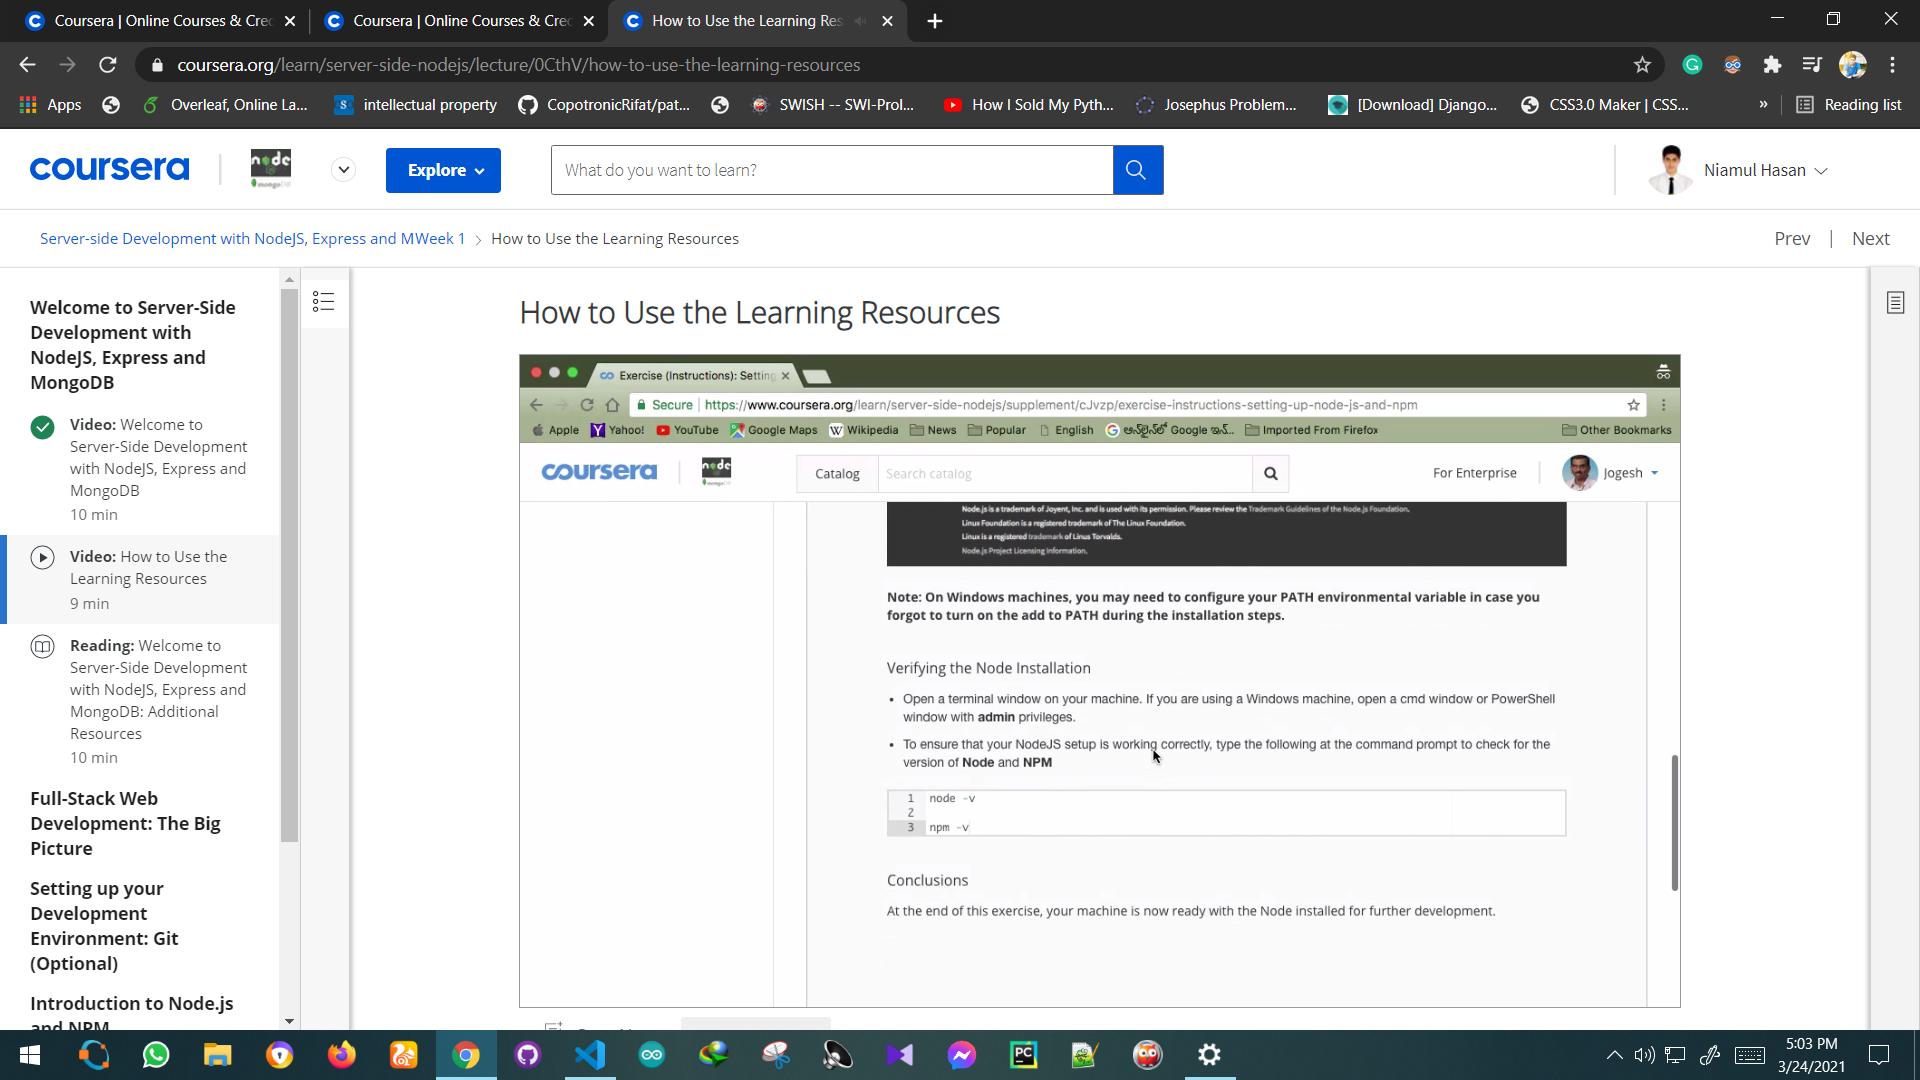 Coursera | Online Courses & Cre
Coursera | Online Courses & Cre
How to Use the Learning Res
coursera.org/learn/server-side-nodejs/lecture/0CthV/how-to-use-the-learning-resources
Apps
Overleaf, Online La...
intellectual property
CopotronicRifat/pat...
SWISH -- SWI-Prol...
How I Sold My Pyth...
Josephus Problem...
[Download] Django...
CSS3.0 Maker | CSS...
»
Reading list
coursera
node
mongoDB
Explore
What do you want to learn?
Niamul Hasan
Server-side Development with NodeJS, Express and MWeek 1
How to Use the Learning Resources
Prev
Next
Welcome to Server-Side
Development with
NodeJS, Express and
MongoDB
Video: Welcome to
Server-Side Development
with NodeJS, Express and
MongoDB
10 min
Video: How to Use the
Learning Resources
9 min
Reading: Welcome to
Server-Side Development
with NodeJS, Express and
MongoDB: Additional
Resources
10 min
Full-Stack Web
Development: The Big
Picture
Setting up your
Development
Environment: Git
(Optional)
Introduction to Node.js
and NPM
How to Use the Learning Resources
Exercise (Instructions): Setting
Secure | https://www.coursera.org/learn/server-side-nodejs/supplement/cJvzp/exercise-instructions-setting-up-node-js-and-npm
Apple
Yahoo!
YouTube
Google Maps
Wikipedia
News
Popular
English
Google
Imported From Firefox
Other Bookmarks
coursera
node
Catalog
Search catalog
For Enterprise
Jogesh
Node.js is a trademark of Joyent, Inc. and is used with its permission. Please review the Trademark Guidelines of the Node.js Foundation.
Linux Foundation is a registered trademark of The Linux Foundation.
Linux is a registered trademark of Linus Torvalds.
Node.js Project Licensing Information.
Note: On Windows machines, you may need to configure your PATH environmental variable in case you
forgot to turn on the add to PATH during the installation steps.
Verifying the Node Installation
• Open a terminal window on your machine. If you are using a Windows machine, open a cmd window or PowerShell
window with admin privileges.
• To ensure that your NodeJS setup is working correctly, type the following at the command prompt to check for the
version of Node and NPM
1 node -v
2
3 npm -v
Conclusions
At the end of this exercise, your machine is now ready with the Node installed for further development.
5:03 PM
3/24/2021